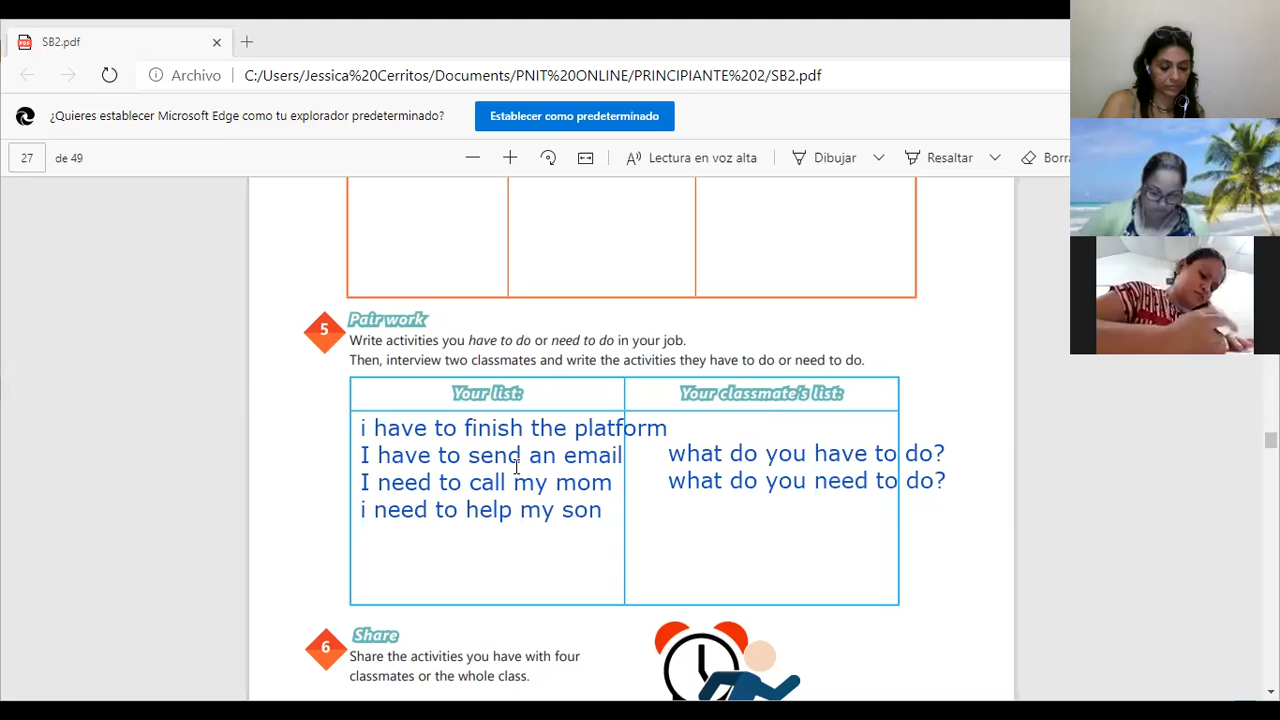 SB2.pdf
Archivo
C:/Users/Jessica%20Cerritos/Documents/PNIT%20ONLINE/PRINCIPIANTE%202/SB2.pdf
¿Quieres establecer Microsoft Edge como tu explorador predeterminado?
Establecer como predeterminado
27 de 49
Lectura en voz alta
Dibujar
Resaltar
Borra
5 Pair work
Write activities you have to do or need to do in your job.
Then, interview two classmates and write the activities they have to do or need to do.
Your list:
i have to finish the platform
I have to send an email
I need to call my mom
i need to help my son
Your classmate's list:
what do you have to do?
what do you need to do?
6 Share
Share the activities you have with four
classmates or the whole class.